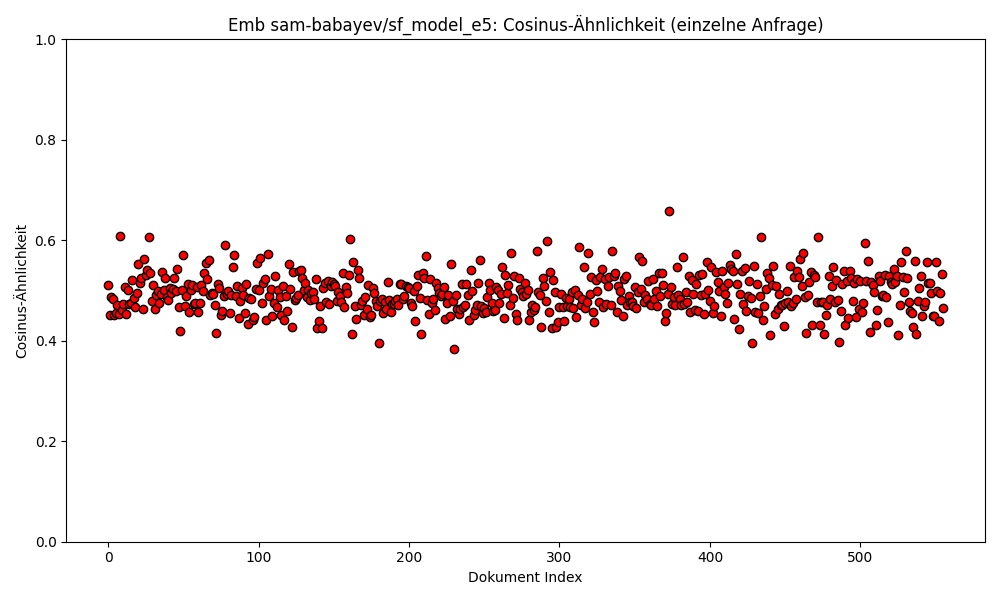 Emb sam-babayev/sf_model_e5: Cosinus-Ähnlichkeit (einzelne Anfrage)
1.0
0.8
0.6
0.4
0.2
0.0
Cosinus-Ähnlichkeit
0 100 200 300 400 500
Dokument Index